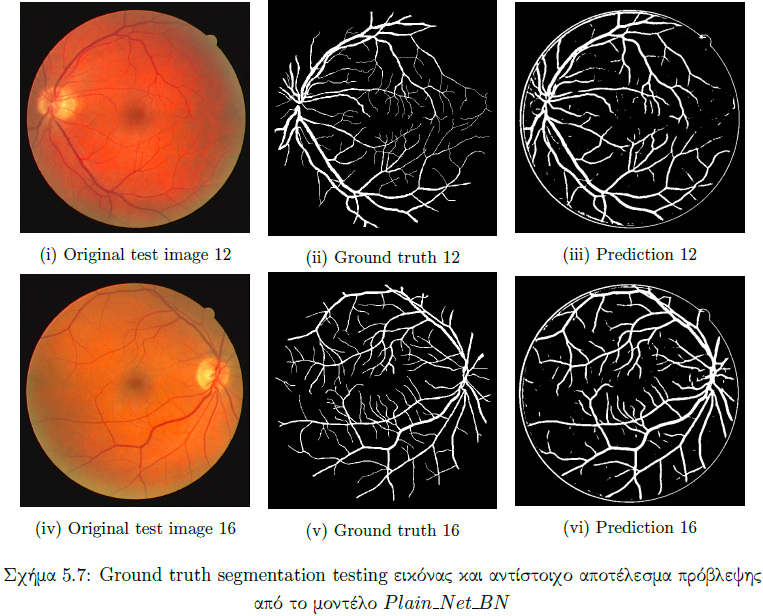 (i) Original test image 12
(ii) Ground truth 12
(iii) Prediction 12
(iv) Original test image 16
(v) Ground truth 16
(vi) Prediction 16
Σχήμα 5.7: Ground truth segmentation testing εικόνας και αντίστοιχο αποτέλεσμα πρόβλεψης
από το μοντέλο Plain_Net_BN